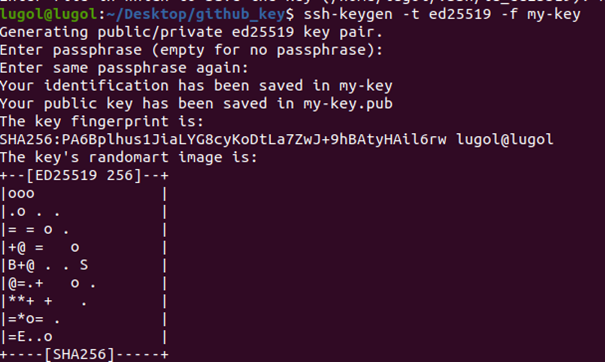 lugol@lugol:~/Desktop/github_key$ ssh-keygen -t ed25519 -f my-key
Generating public/private ed25519 key pair.
Enter passphrase (empty for no passphrase):
Enter same passphrase again:
Your identification has been saved in my-key
Your public key has been saved in my-key.pub
The key fingerprint is:
SHA256:PA6Bplhus1JiaLYG8cyKoDtLa7ZwJ+9hBAtyHAil6rw lugol@lugol
The key's randomart image is:
+--[ED25519 256]--+
|ooo              |
|.o . .           |
|= = o .          |
|+@ =   o         |
|B+@ . . S        |
|@=.+   o .       |
|**+ +   .        |
|=*o= .           |
|=E..o            |
+----[SHA256]-----+